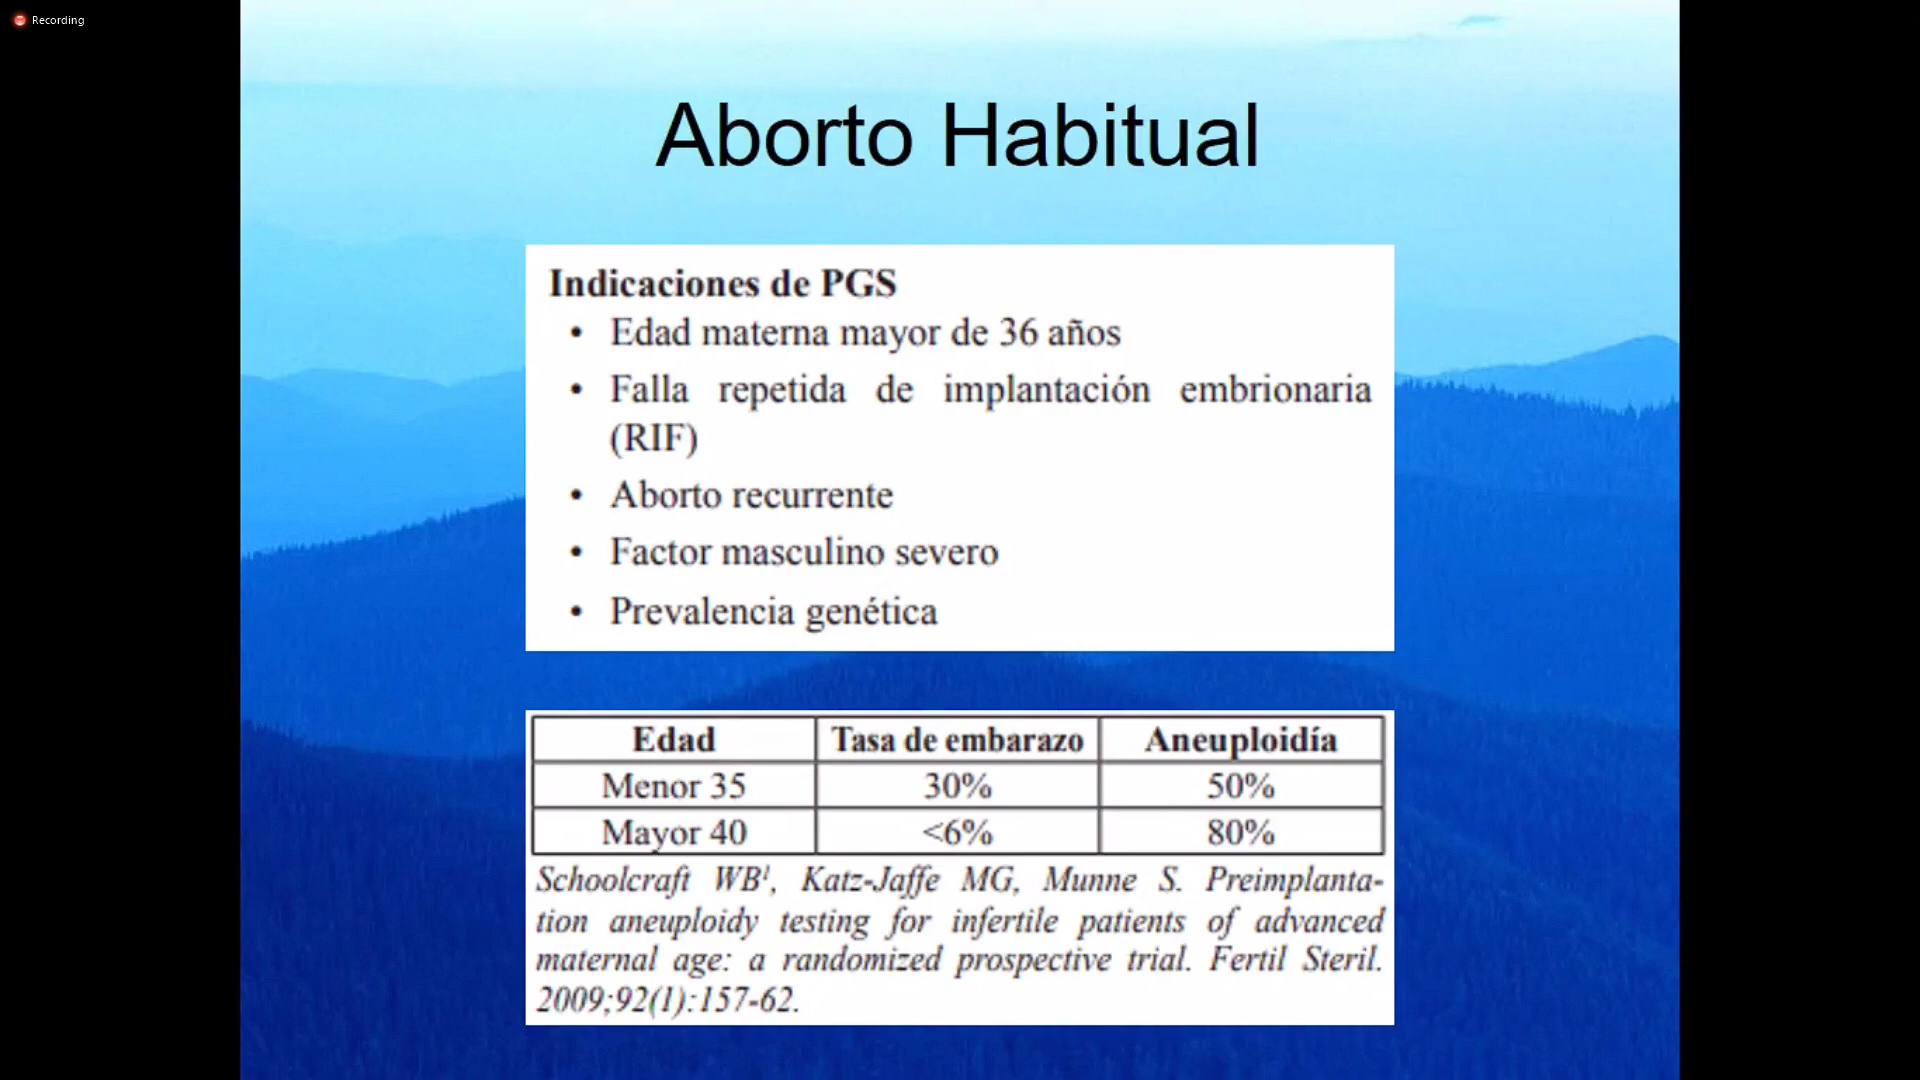 Recording
Aborto Habitual
Indicaciones de PGS
• Edad materna mayor de 36 años
• Falla repetida de implantación embrionaria
(RIF)
• Aborto recurrente
• Factor masculino severo
• Prevalencia genética
Edad Tasa de embarazo Aneuploidía
Menor 35 30% 50%
Mayor 40 <6% 80%
Schoolcraft WB¹, Katz-Jaffe MG, Munne S. Preimplanta-
tion aneuploidy testing for infertile patients of advanced
maternal age: a randomized prospective trial. Fertil Steril.
2009;92(1):157-62.